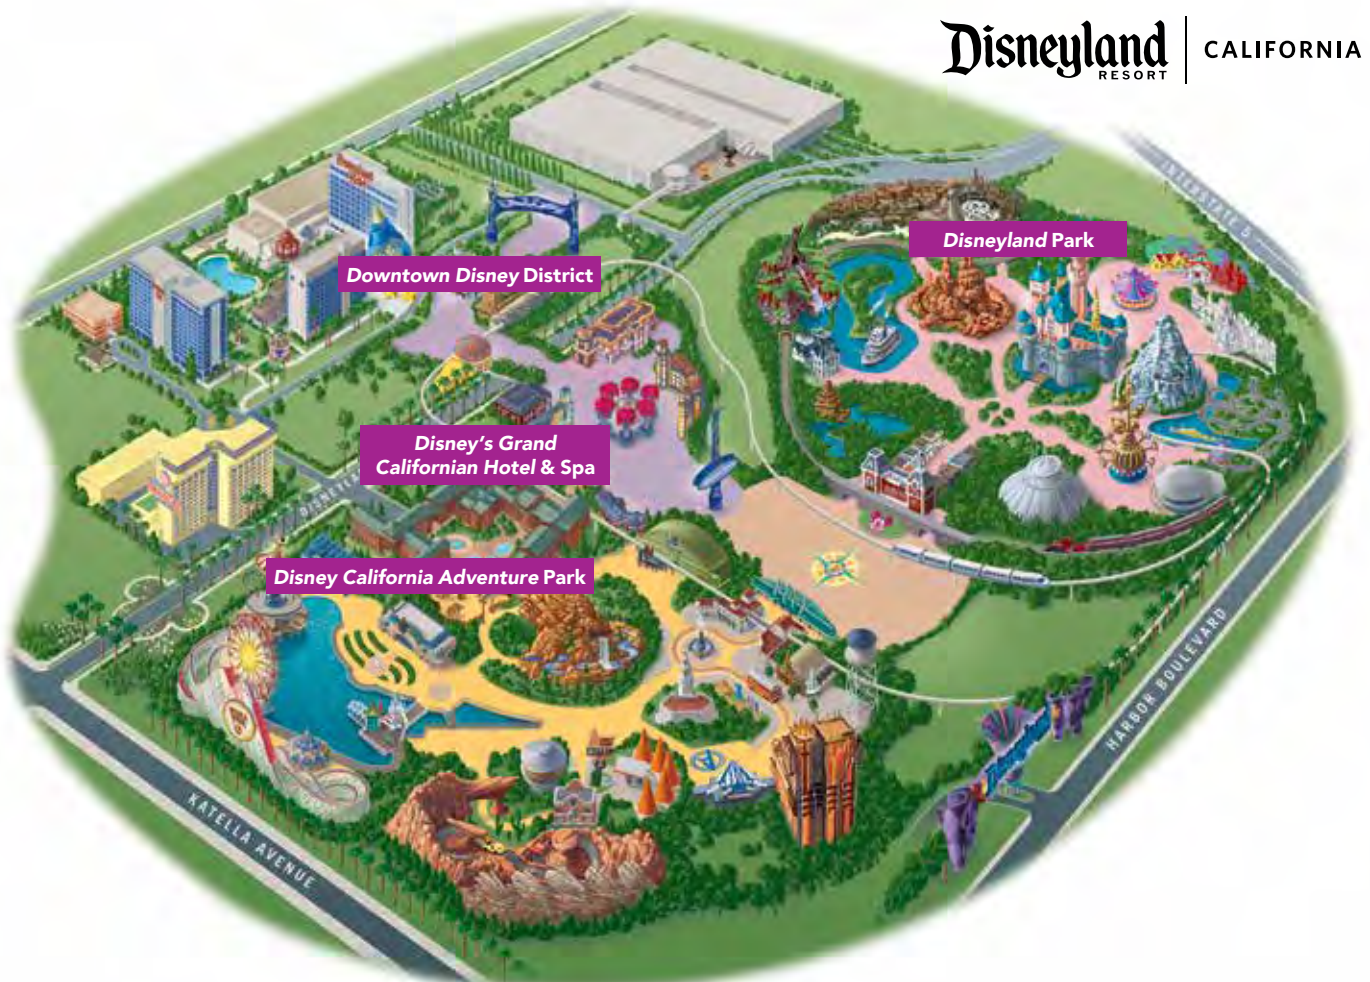 Disneyland
RESORT
CALIFORNIA
INTERSTATE 5
Disneyland Park
Downtown Disney District
Disney's Grand
Californian Hotel & Spa
Disney California Adventure Park
HARBOR BOULEVARD
KATELLA AVENUE